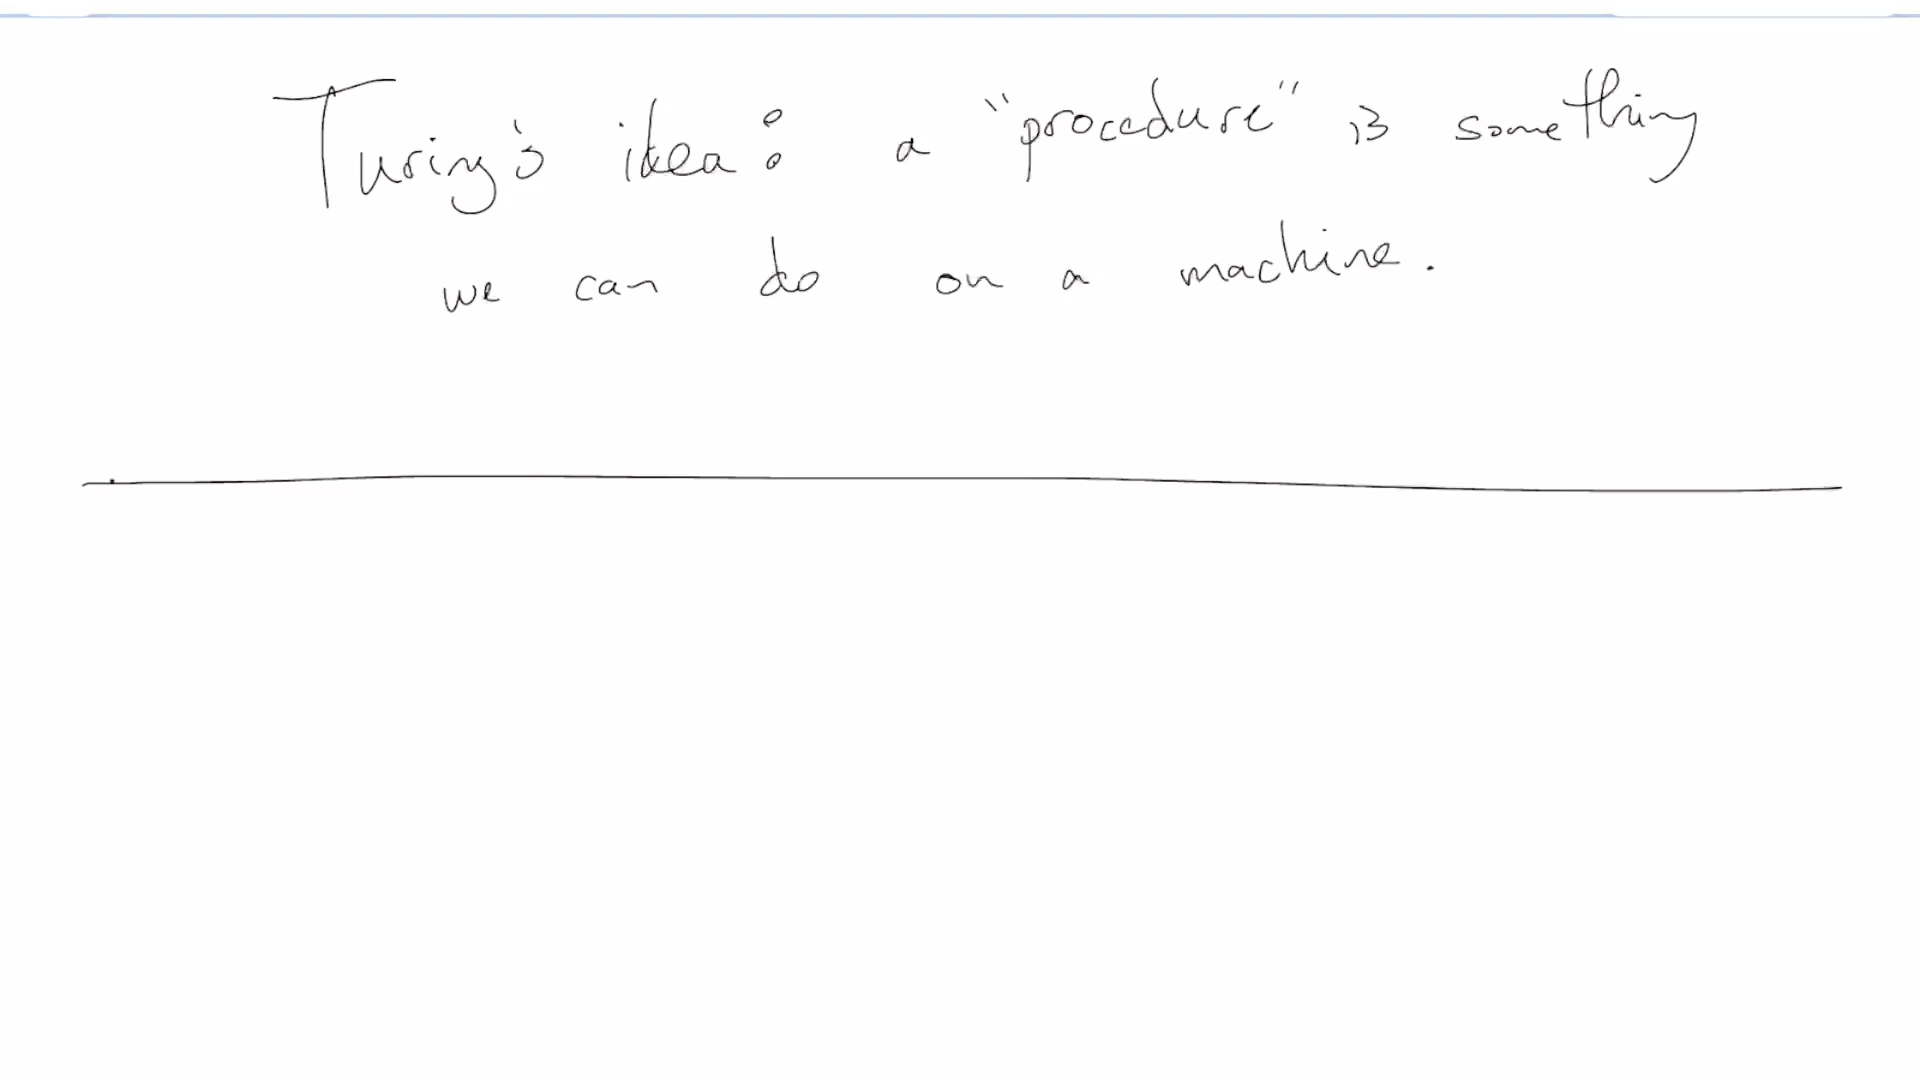 Turing's idea: a "procedure" is something
we can do on a machine.